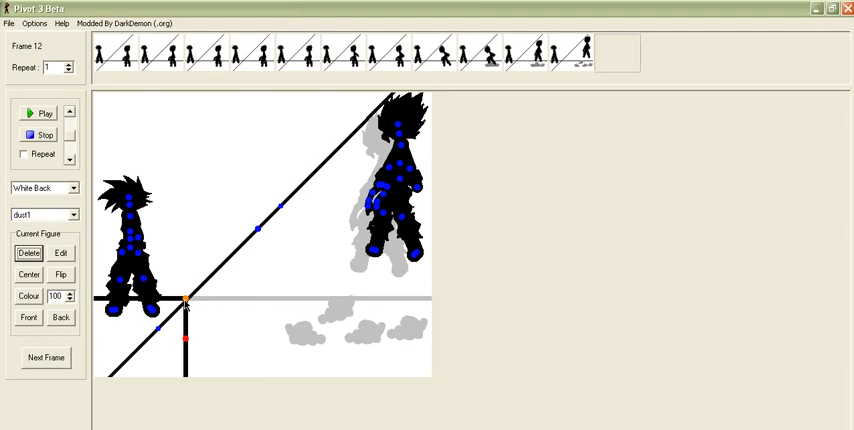 Pivot 3 Beta
File Options Help Modded By DarkDemon (.org)
Frame 12
Repeat : 1
Play
Stop
Repeat
White Back
dust1
Current Figure
Delete Edit
Center Flip
Colour 100
Front Back
Next Frame